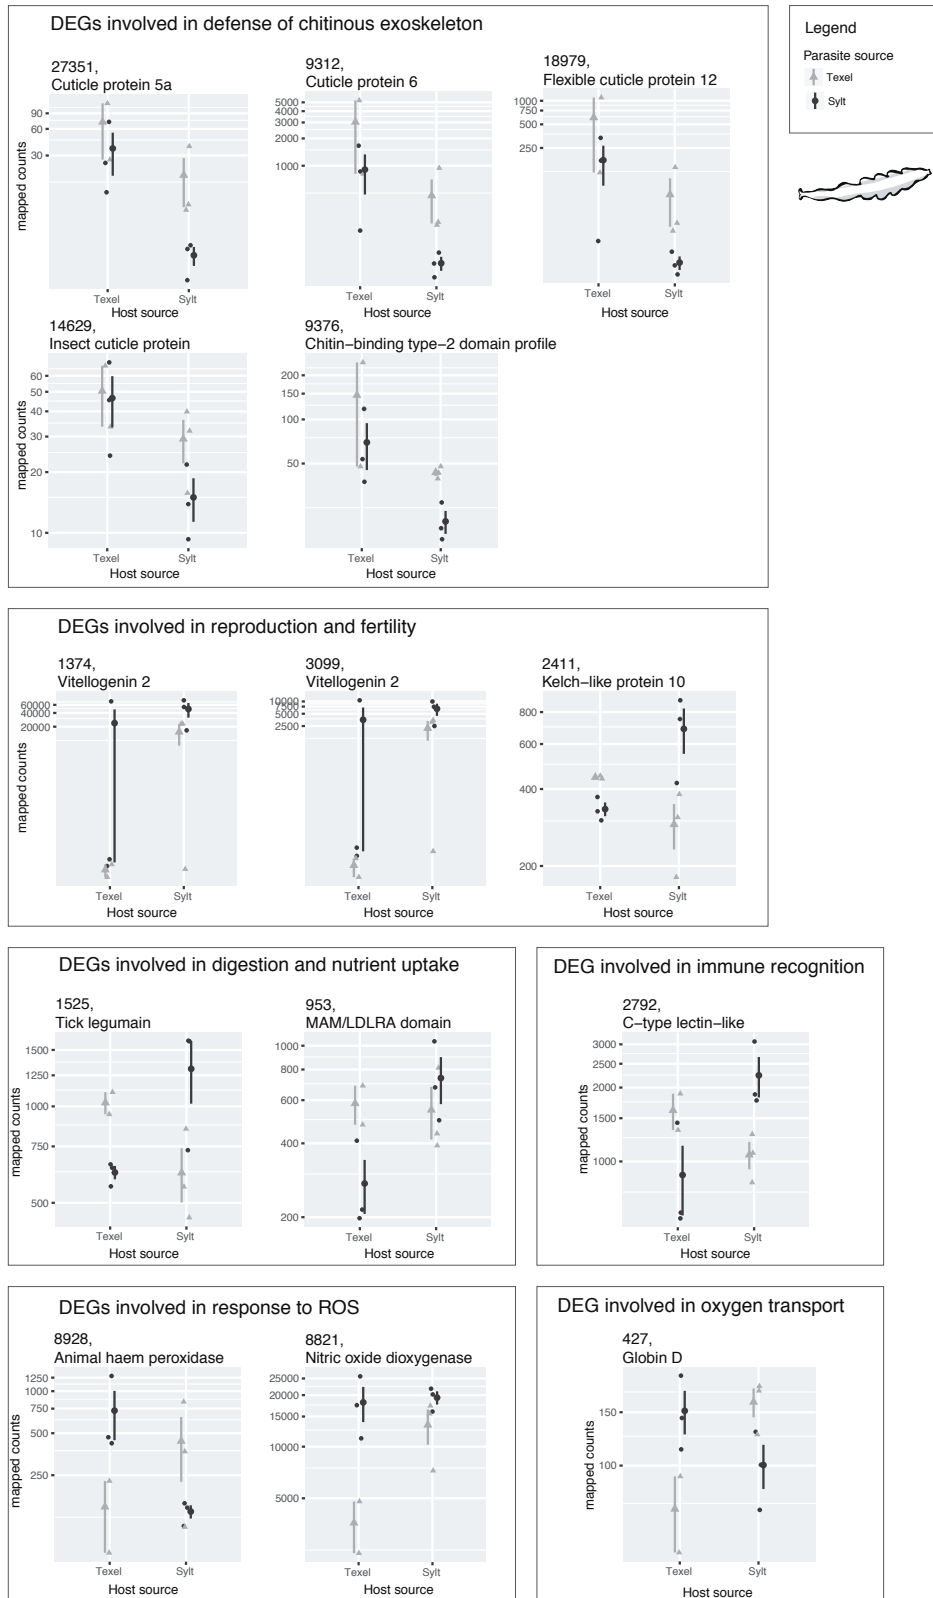 DEGs involved in defense of chitinous exoskeleton
Legend
Parasite source
Texel
Sylt
27351,
Cuticle protein 5a
90
60
30
mapped counts
Texel
Sylt
Host source
9312,
Cuticle protein 6
5000
4000
3000
2000
1000
Texel
Sylt
Host source
18979,
Flexible cuticle protein 12
1000
750
500
250
Texel
Sylt
Host source
14629,
Insect cuticle protein
60
50
40
30
20
10
mapped counts
Texel
Sylt
Host source
9376,
Chitin−binding type−2 domain profile
200
150
100
50
Texel
Sylt
Host source
DEGs involved in reproduction and fertility
1374,
Vitellogenin 2
60000
40000
20000
mapped counts
Texel
Sylt
Host source
3099,
Vitellogenin 2
10000
7500
5000
2500
Texel
Sylt
Host source
2411,
Kelch−like protein 10
800
600
400
200
Texel
Sylt
Host source
DEGs involved in digestion and nutrient uptake
1525,
Tick legumain
1500
1250
1000
750
500
mapped counts
Texel
Sylt
Host source
953,
MAM/LDLRA domain
1000
800
600
400
200
Texel
Sylt
Host source
DEG involved in immune recognition
2792,
C−type lectin−like
3000
2500
2000
1500
1000
mapped counts
Texel
Sylt
Host source
DEGs involved in response to ROS
8928,
Animal haem peroxidase
1250
1000
750
500
250
mapped counts
Texel
Sylt
Host source
8821,
Nitric oxide dioxygenase
25000
20000
15000
10000
5000
Texel
Sylt
Host source
DEG involved in oxygen transport
427,
Globin D
150
100
mapped counts
Texel
Sylt
Host source